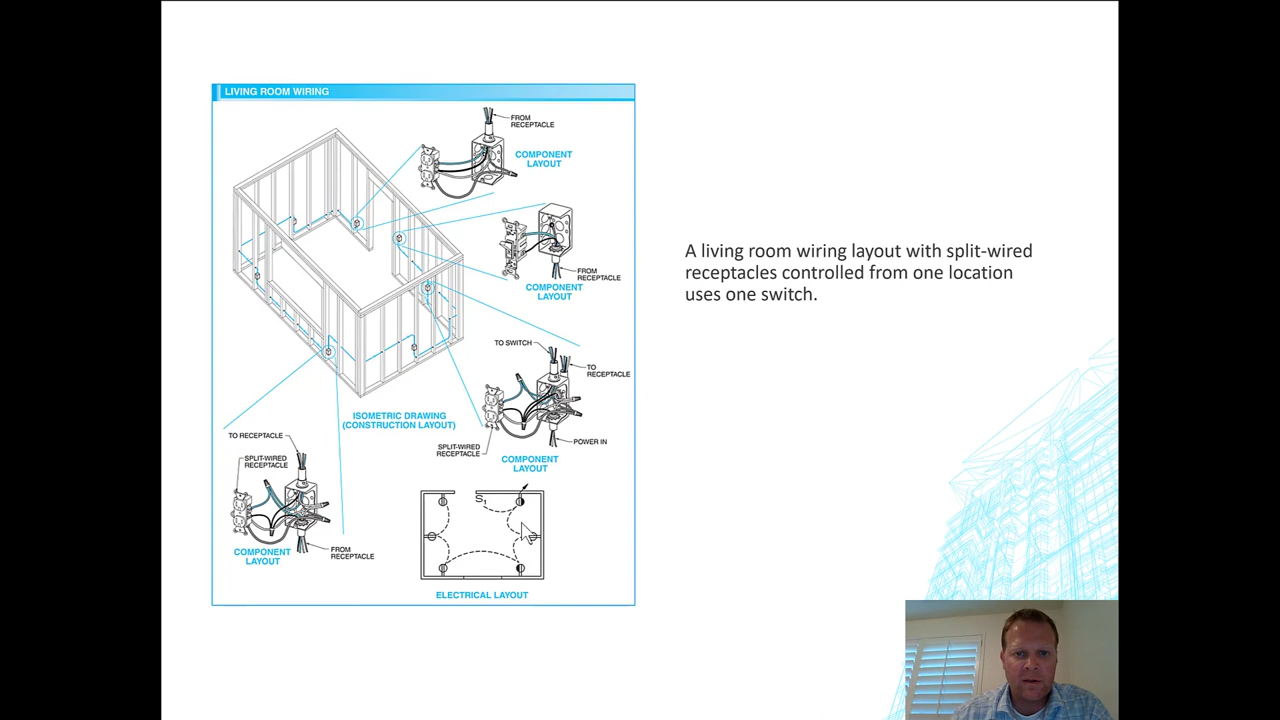 LIVING ROOM WIRING
FROM
RECEPTACLE
COMPONENT
LAYOUT
FROM
RECEPTACLE
COMPONENT
LAYOUT
A living room wiring layout with split-wired
receptacles controlled from one location
uses one switch.
TO SWITCH
TO
RECEPTACLE
ISOMETRIC DRAWING
(CONSTRUCTION LAYOUT)
SPLIT-WIRED
RECEPTACLE
POWER IN
COMPONENT
LAYOUT
TO RECEPTACLE
SPLIT-WIRED
RECEPTACLE
COMPONENT
LAYOUT
FROM
RECEPTACLE
S1
ELECTRICAL LAYOUT